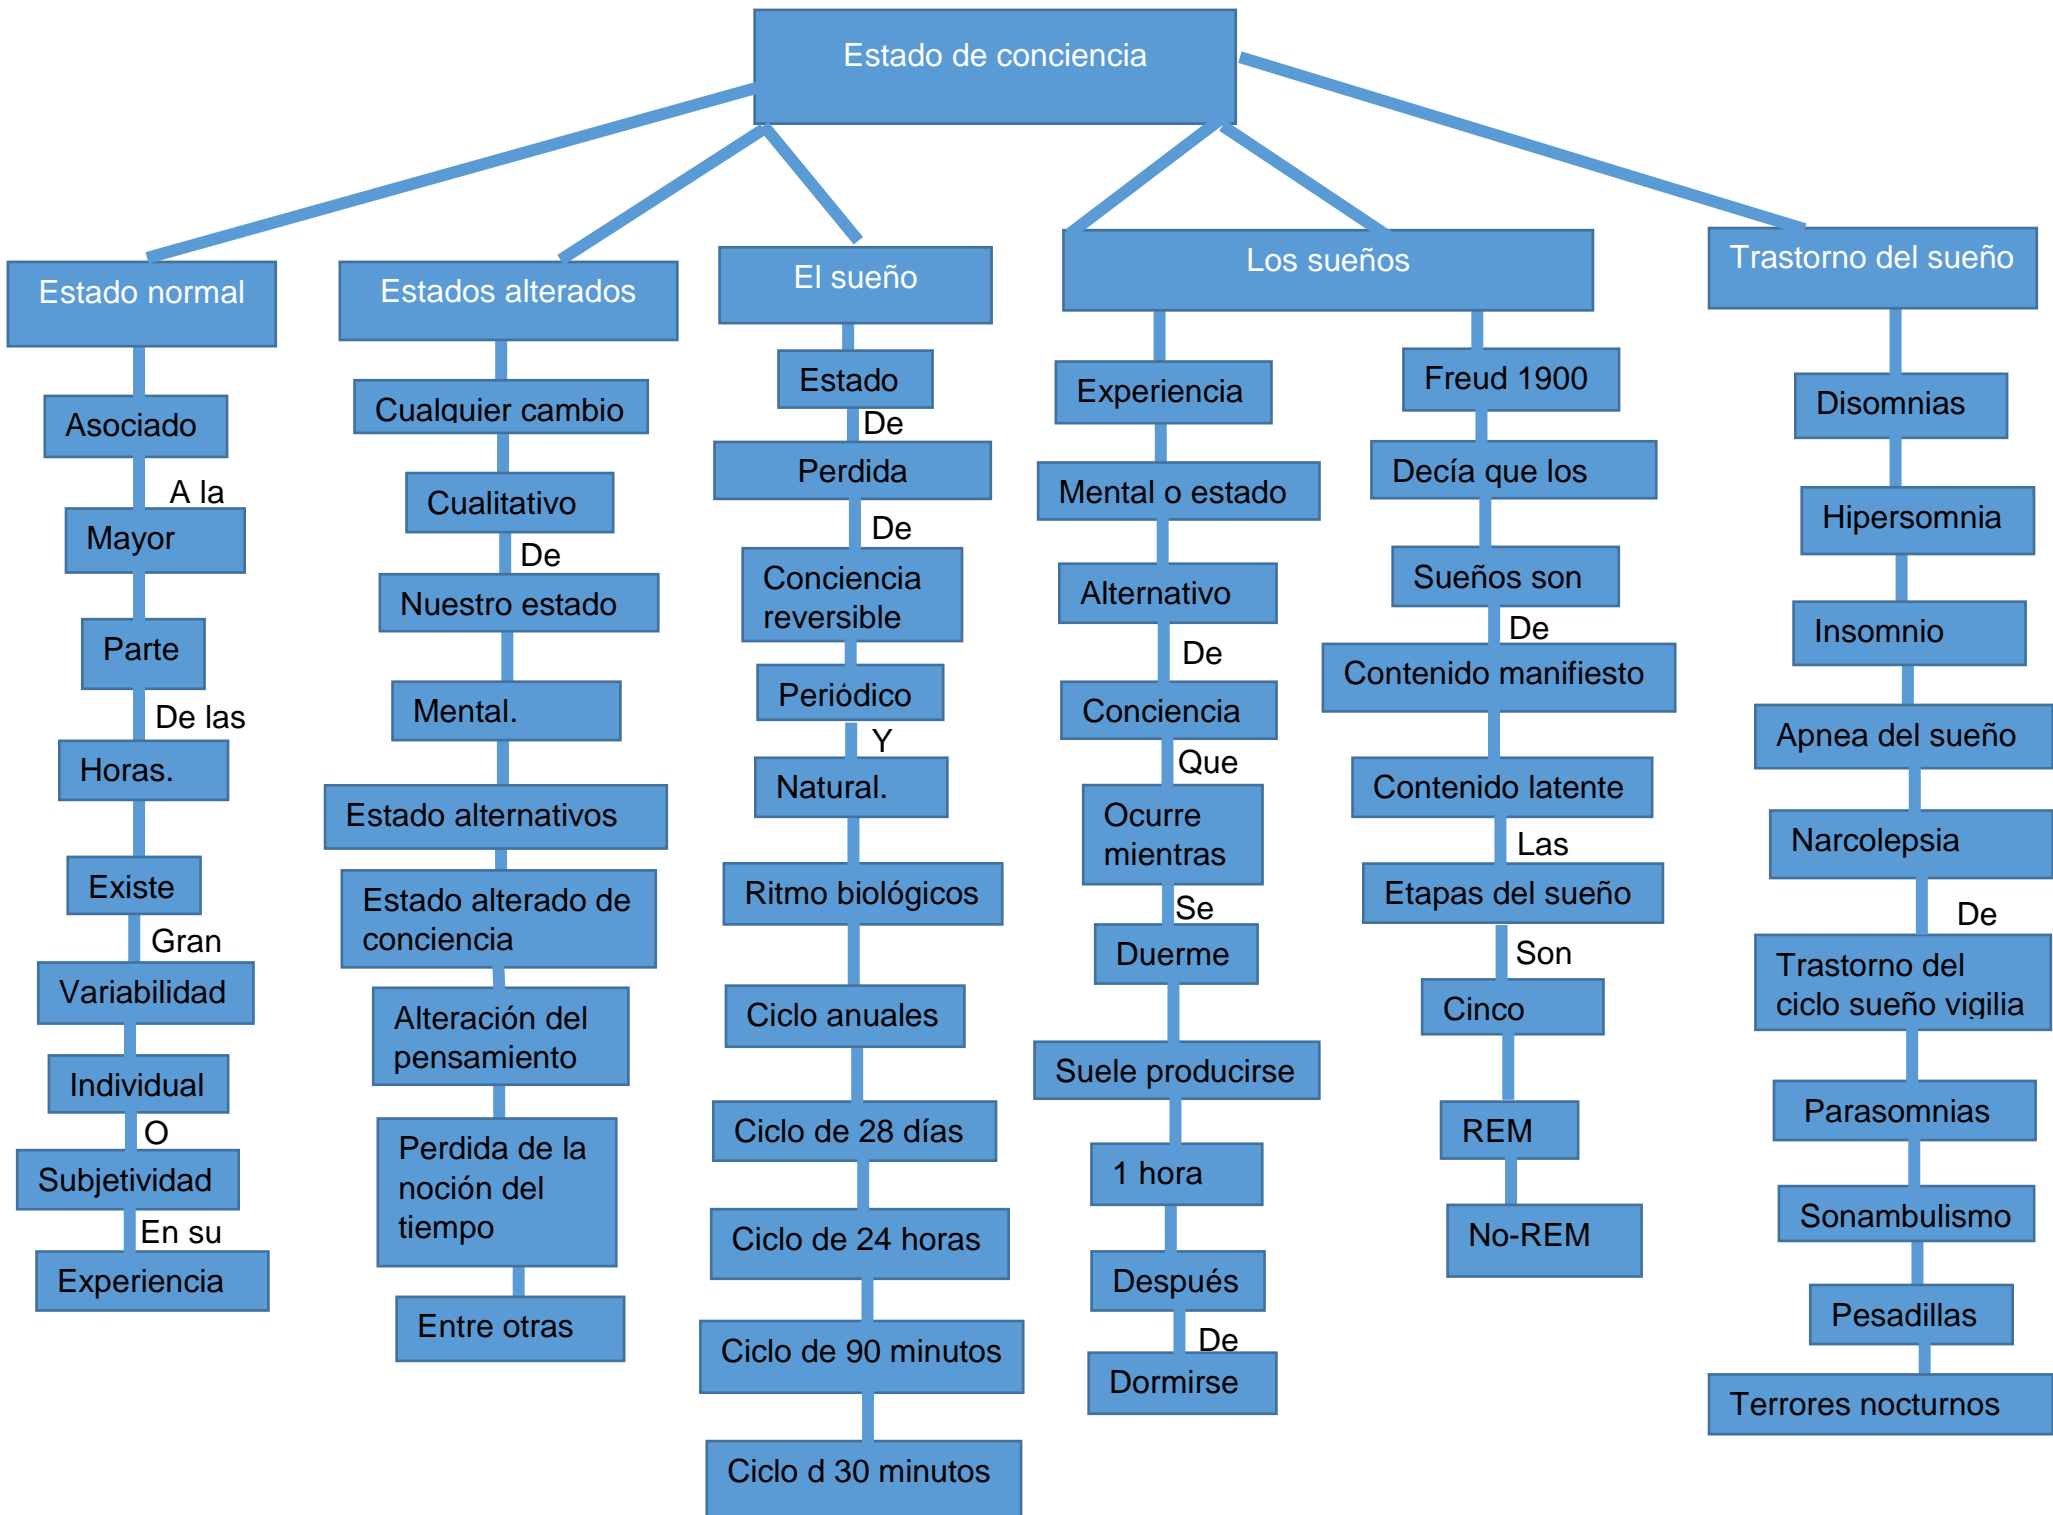 Estado de conciencia
Estado normal
Asociado
A la
Mayor
Parte
De las
Horas.
Existe
Gran
Variabilidad
Individual
O
Subjetividad
En su
Experiencia
Estados alterados
Cualquier cambio
Cualitativo
De
Nuestro estado
Mental.
Estado alternativos
Estado alterado de
conciencia
Alteración del
pensamiento
Perdida de la
noción del
tiempo
Entre otras
El sueño
Estado
De
Perdida
De
Conciencia
reversible
Periódico
Y
Natural.
Ritmo biológicos
Ciclo anuales
Ciclo de 28 días
Ciclo de 24 horas
Ciclo de 90 minutos
Ciclo d 30 minutos
Los sueños
Experiencia
Mental o estado
Alternativo
De
Conciencia
Que
Ocurre
mientras
Se
Duerme
Suele producirse
1 hora
Después
De
Dormirse
Freud 1900
Decía que los
Sueños son
De
Contenido manifiesto
Contenido latente
Las
Etapas del sueño
Son
Cinco
REM
No-REM
Trastorno del sueño
Disomnias
Hipersomnia
Insomnio
Apnea del sueño
Narcolepsia
De
Trastorno del
ciclo sueño vigilia
Parasomnias
Sonambulismo
Pesadillas
Terrores nocturnos